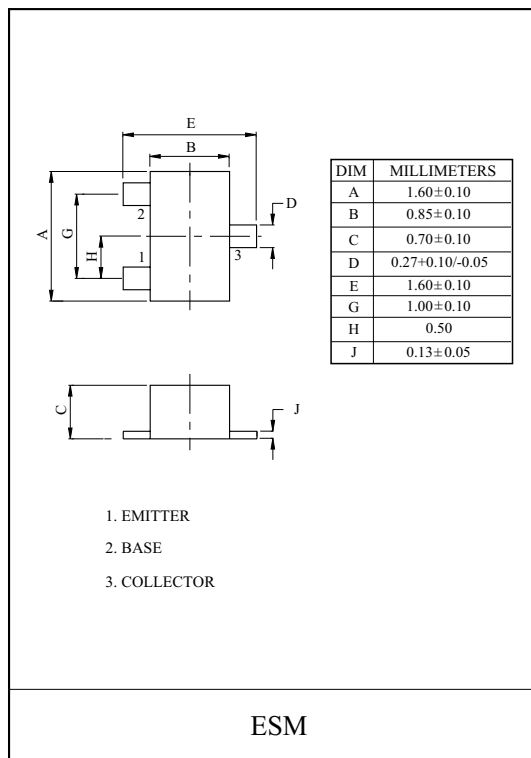 E
B
A
G
H
2
1
3
D
DIM MILLIMETERS
A 1.60±0.10
B 0.85±0.10
C 0.70±0.10
D 0.27+0.10/-0.05
E 1.60±0.10
G 1.00±0.10
H 0.50
J 0.13±0.05
C
J
1. EMITTER
2. BASE
3. COLLECTOR
ESM